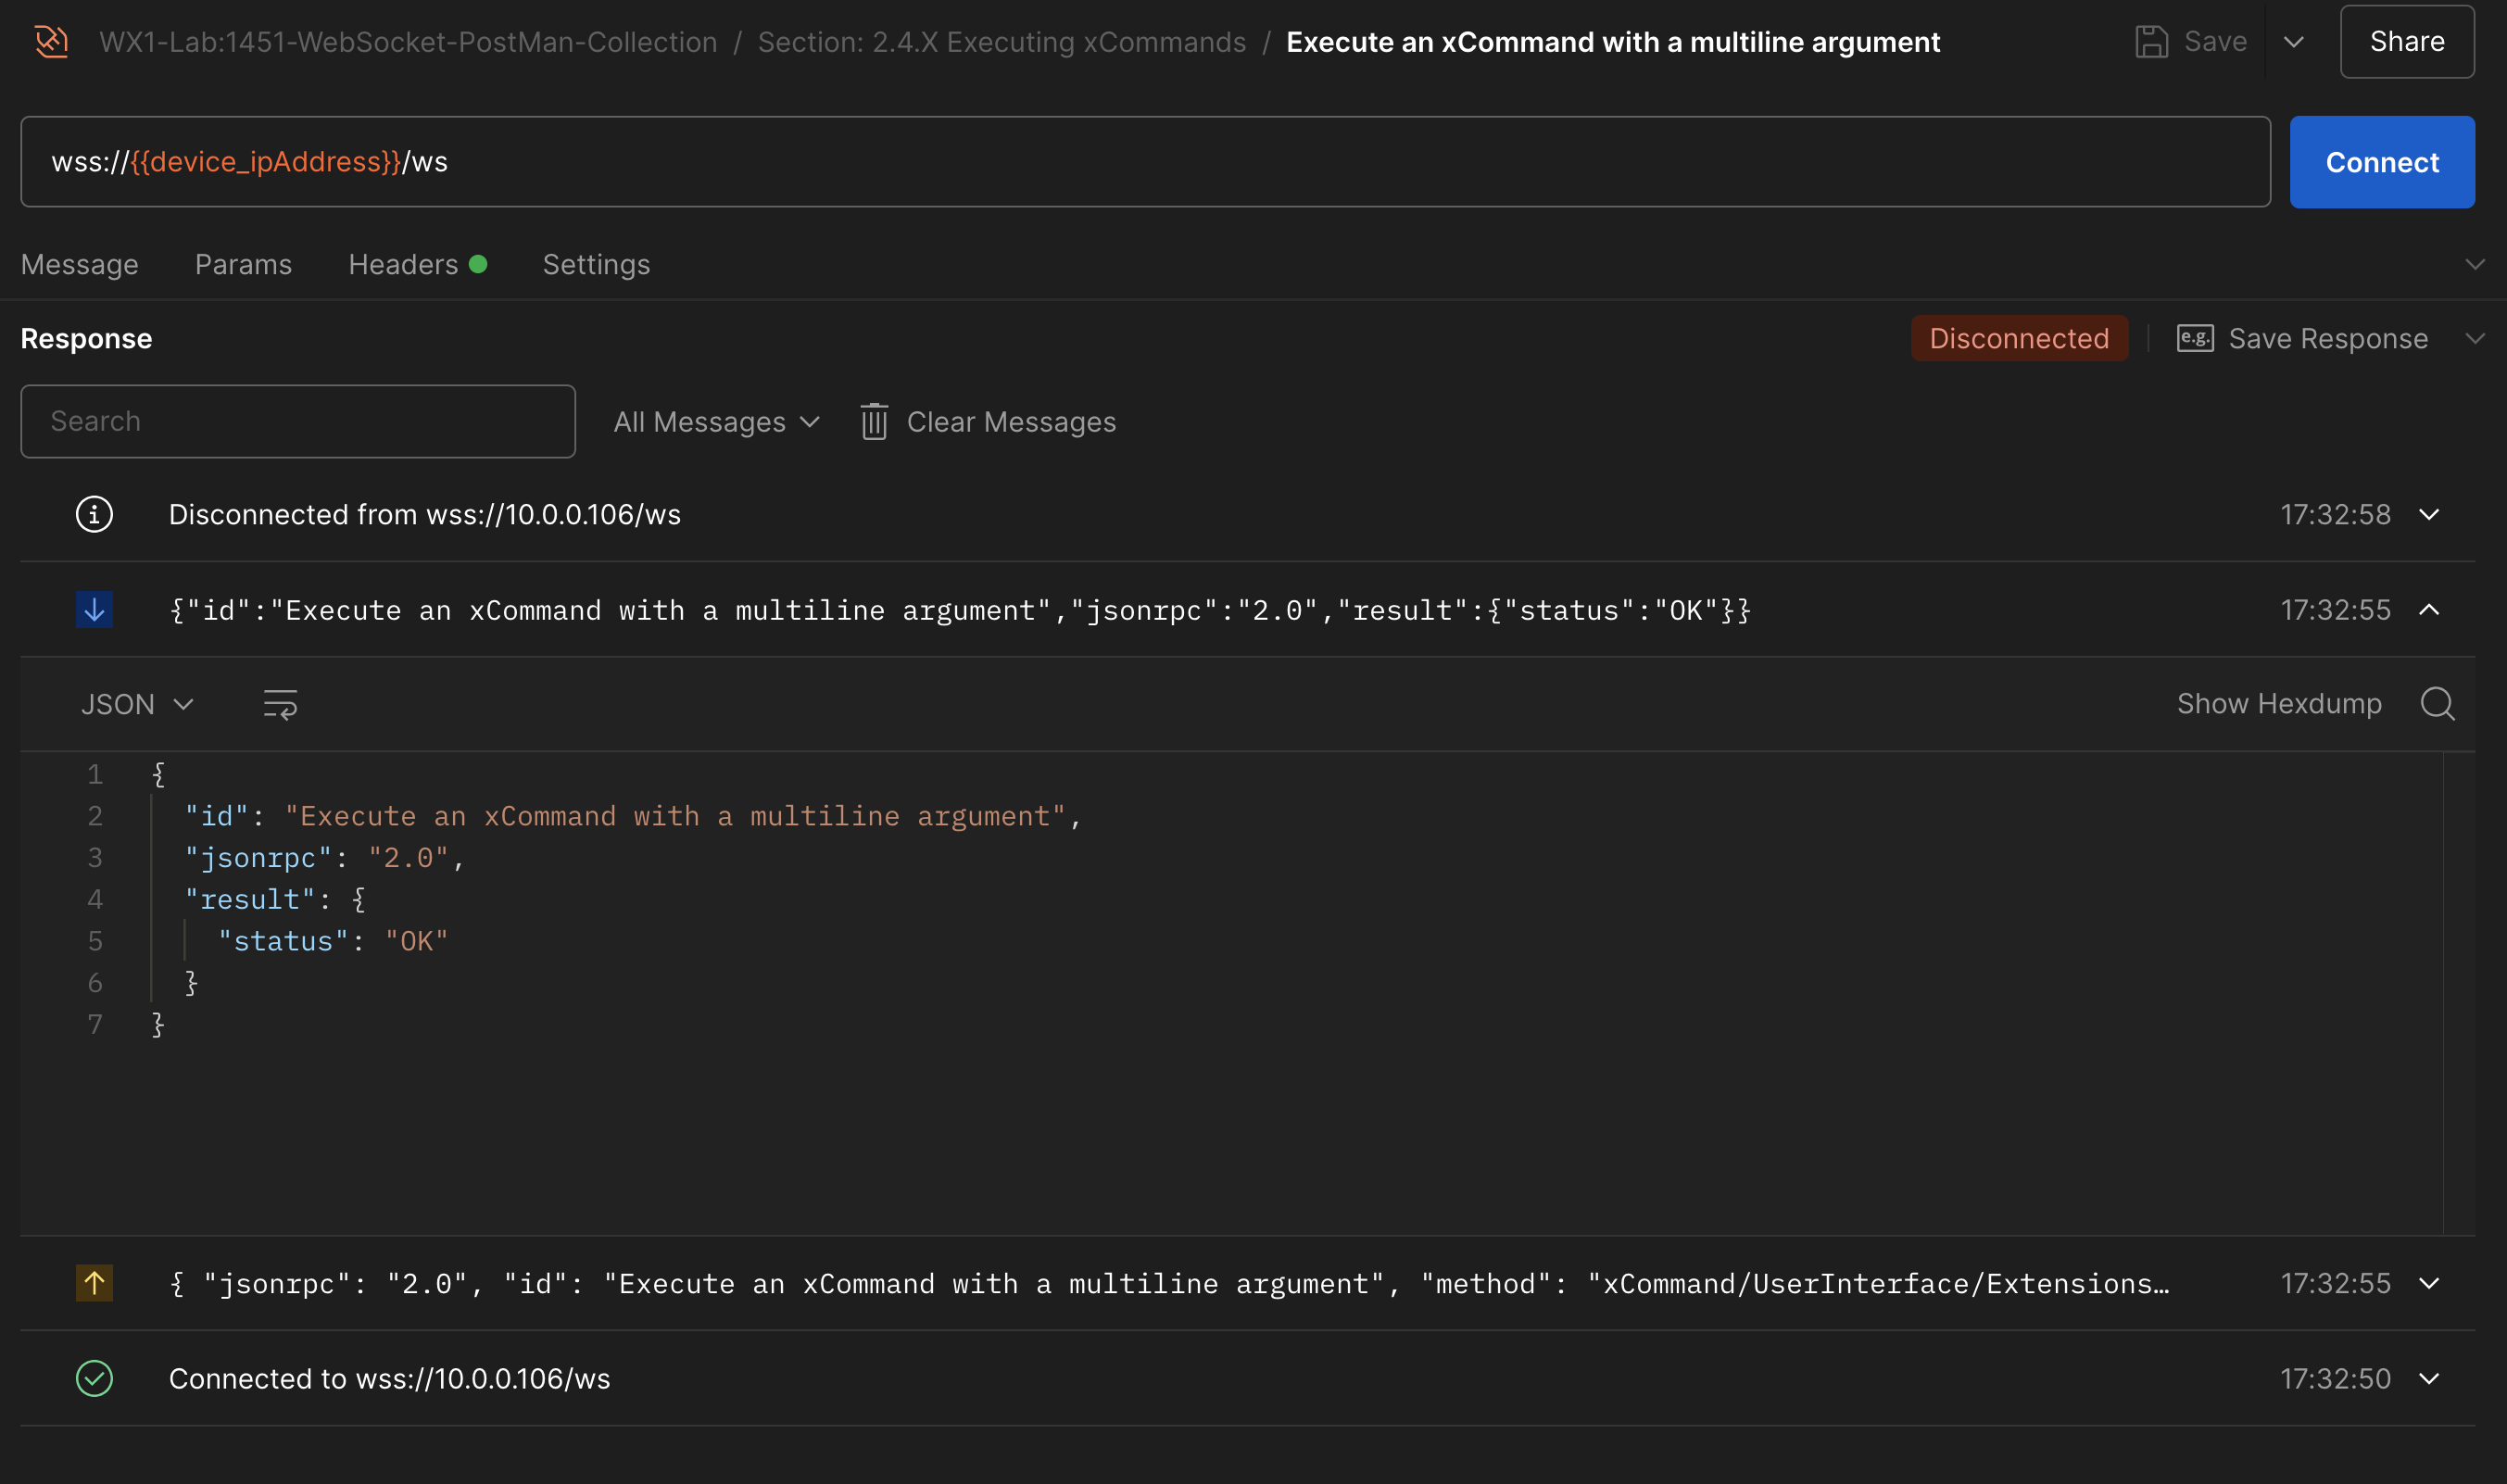 WX1-Lab:1451-WebSocket-PostMan-Collection / Section: 2.4.X Executing xCommands / Execute an xCommand with a multiline argument Save Share
wss://{{device_ipAddress}}/ws Connect
Message Params Headers Settings
Response Disconnected e.g. Save Response
Search All Messages Clear Messages
Disconnected from wss://10.0.0.106/ws 17:32:58
{"id":"Execute an xCommand with a multiline argument","jsonrpc":"2.0","result":{"status":"OK"}} 17:32:55
JSON Show Hexdump
1 {
2 "id": "Execute an xCommand with a multiline argument",
3 "jsonrpc": "2.0",
4 "result": {
5 "status": "OK"
6 }
7 }
{ "jsonrpc": "2.0", "id": "Execute an xCommand with a multiline argument", "method": "xCommand/UserInterface/Extensions… 17:32:55
Connected to wss://10.0.0.106/ws 17:32:50